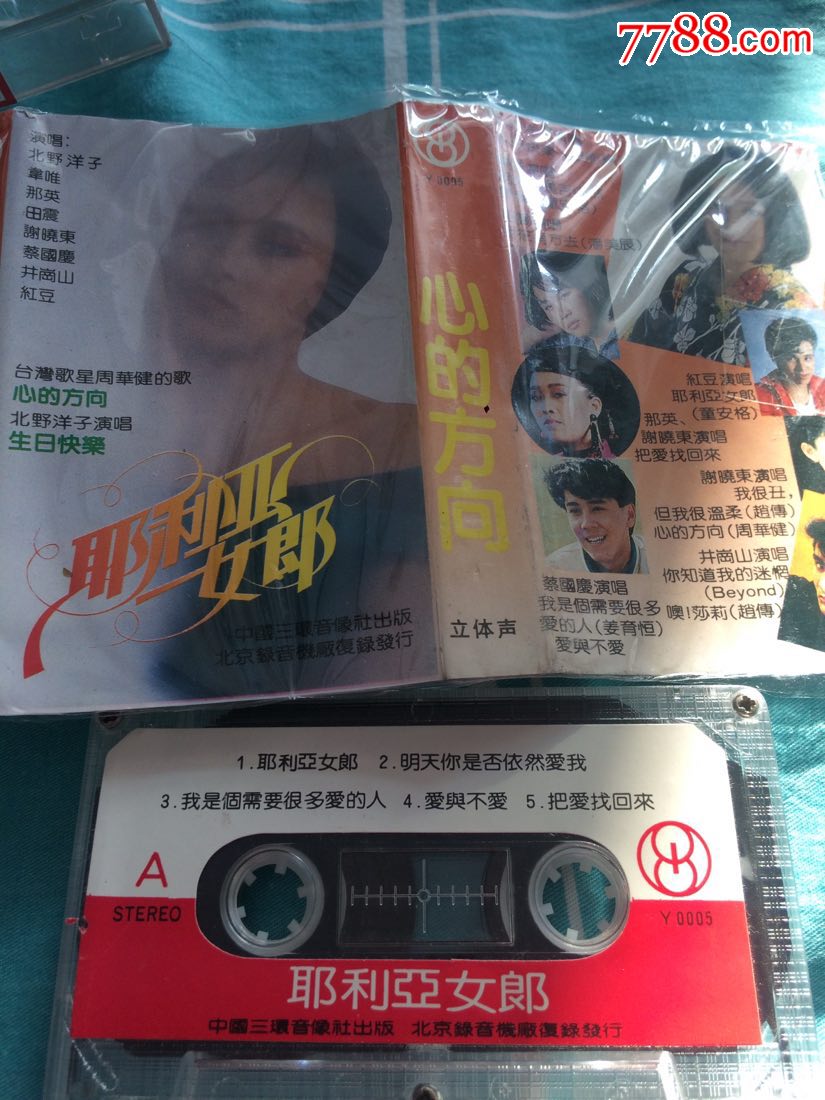 7788.com
演唱:
北野洋子
韋唯
那英
田震
謝曉東
蔡國慶
井崗山
紅豆
台灣歌星周華健的歌
心的方向
北野洋子演唱
生日快樂
耶利亞
女郎
中國三環音像社出版
北京錄音機廠復錄發行
Y 0005
心的方向
立体声
去(潘美辰)
紅豆演唱
耶利亞女郎
(童安格)
那英、
謝曉東演唱
把愛找回來
謝曉東演唱
我很丑,
但我很溫柔(趙傳)
心的方向(周華健)
井崗山演唱
你知道我的迷惘
(Beyond)
噢!莎莉(趙傳)
蔡國慶演唱
我是個需要很多
愛的人(姜育恒)
愛與不愛
1.耶利亞女郎 2.明天你是否依然愛我
3.我是個需要很多愛的人 4.愛與不愛 5.把愛找回來
A
STEREO
Y 0005
耶利亞女郎
中國三環音像社出版 北京錄音機廠復錄發行